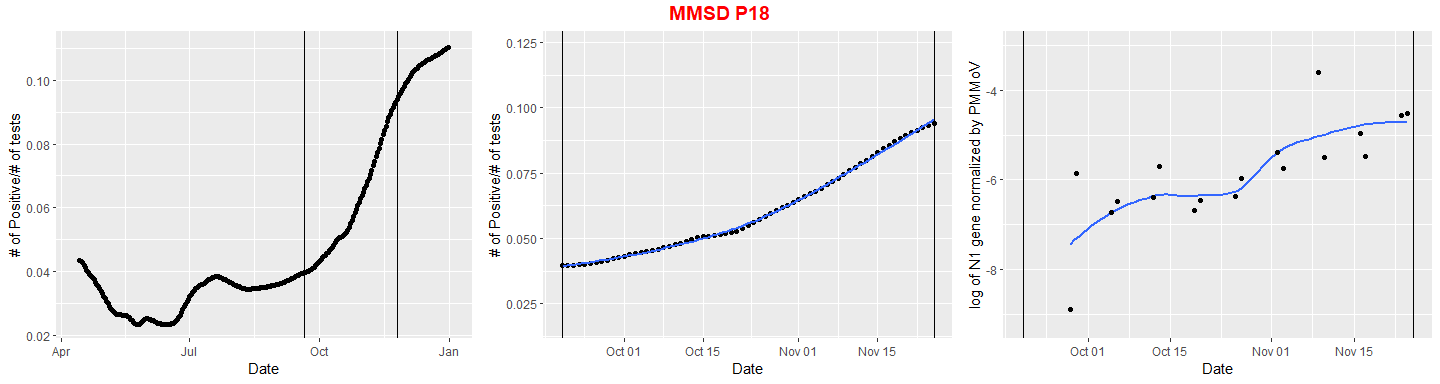 MMSD P18
# of Positive/# of tests
0.10
0.08
0.06
0.04
0.02
Apr
Jul
Oct
Jan
Date
# of Positive/# of tests
0.125
0.100
0.075
0.050
0.025
Oct 01
Oct 15
Nov 01
Nov 15
Date
log of N1 gene normalized by PMMoV
-4
-6
-8
Oct 01
Oct 15
Nov 01
Nov 15
Date